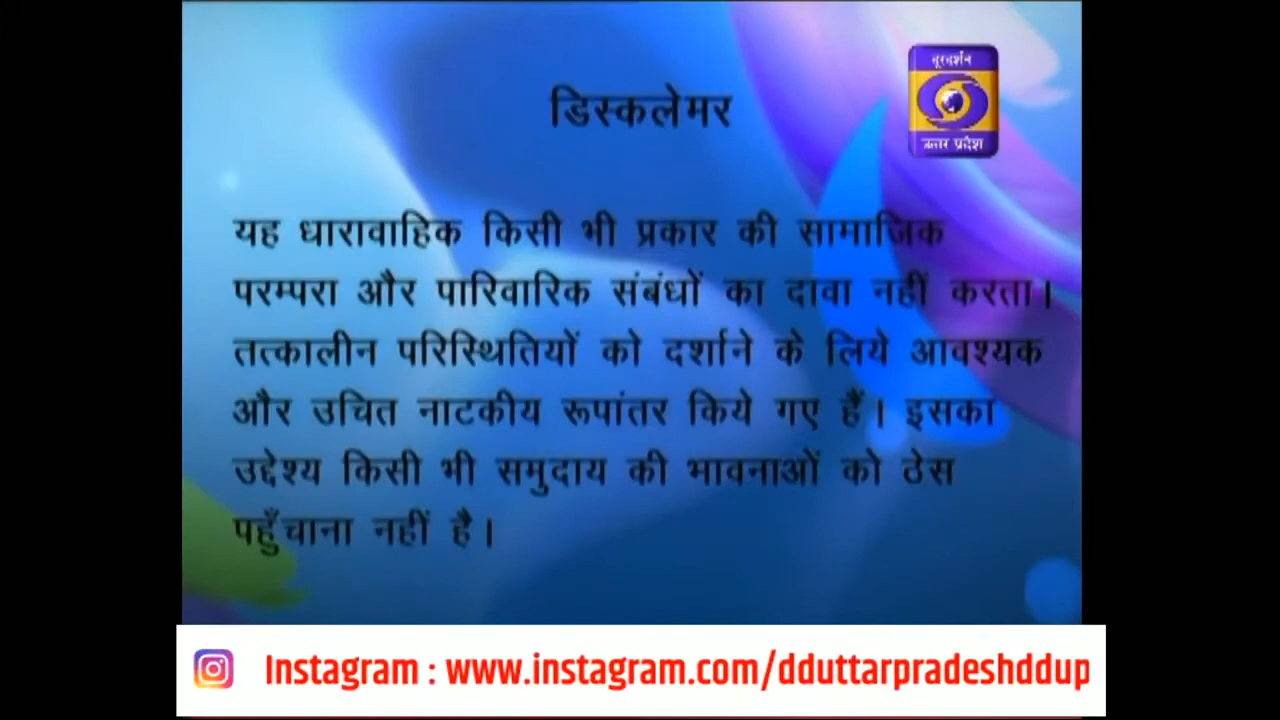 दूरदर्शन
उत्तर प्रदेश
डिस्कलेमर
यह धारावाहिक किसी भी प्रकार की सामाजिक
परम्परा और पारिवारिक संबंधों का दावा नहीं करता।
तत्कालीन परिस्थितियों को दर्शाने के लिये आवश्यक
और उचित नाटकीय रूपांतर किये गए हैं। इसका
उद्देश्य किसी भी समुदाय की भावनाओं को ठेस
पहुँचाना नहीं है।
Instagram : www.instagram.com/dduttarpradeshddup